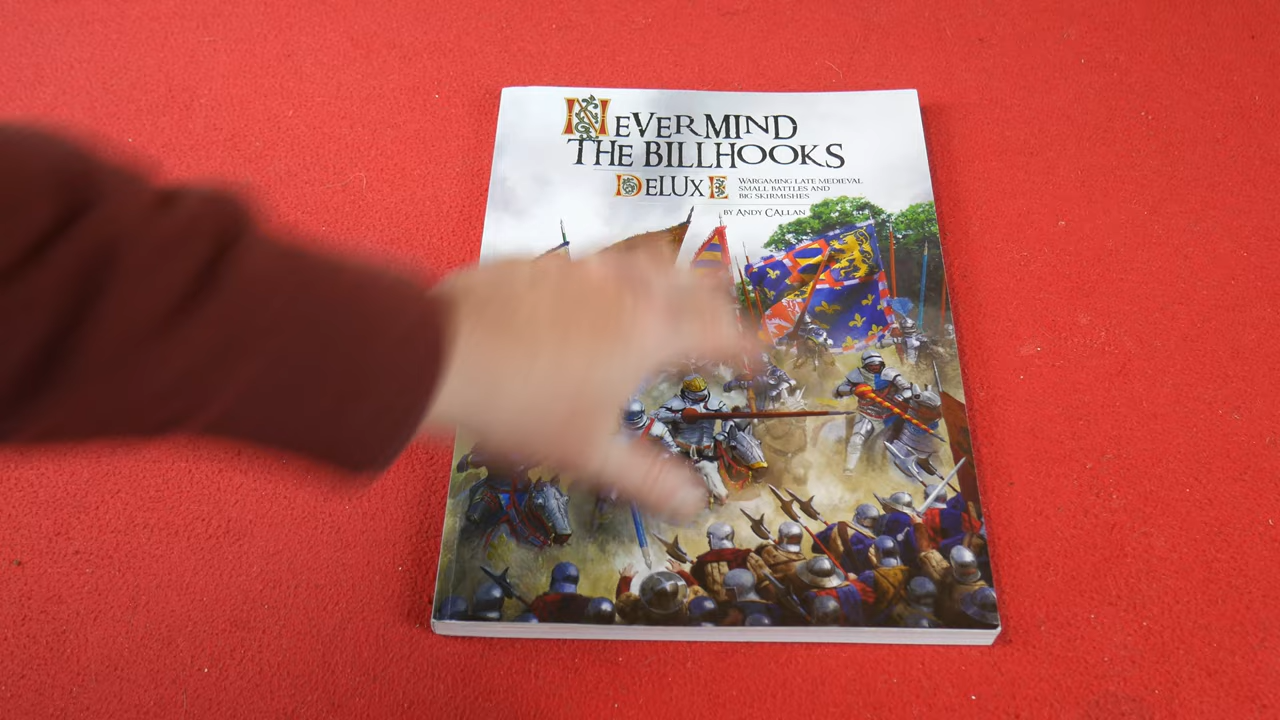 NEVERMIND
THE BILLHOOKS
DELUXE
WARGAMING LATE MEDIEVAL
SMALL BATTLES AND
BIG SKIRMISHES
BY ANDY CALLAN